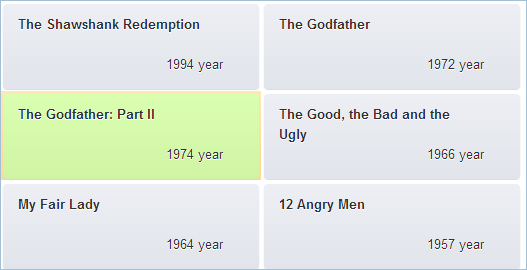 The Shawshank Redemption
1994 year
The Godfather
1972 year
The Godfather: Part II
1974 year
The Good, the Bad and the
Ugly
1966 year
My Fair Lady
1964 year
12 Angry Men
1957 year